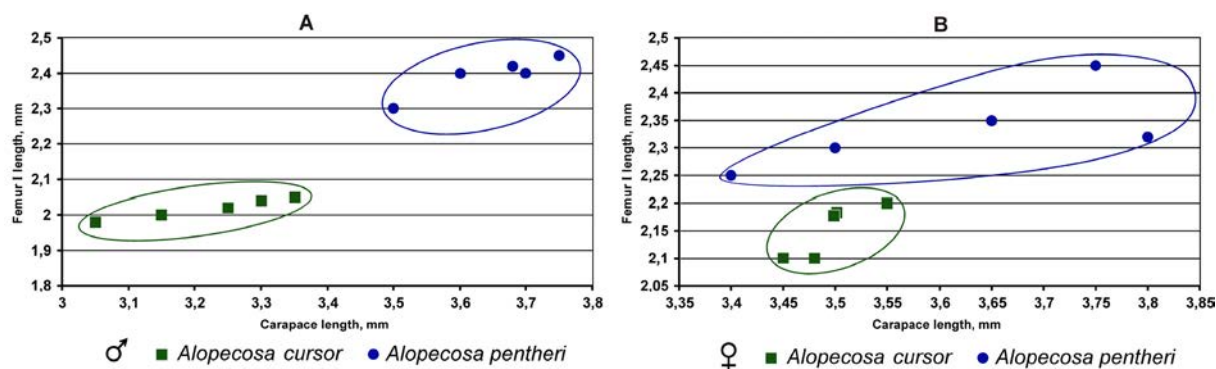 A
Femur I length, mm
2,5
2,4
2,3
2,2
2,1
2
1,9
1.8
3 3,1 3,2 3,3 3,4 3,5 3,6 3,7 3,8
Carapace length, mm
♂ Alopecosa cursor Alopecosa pentheri
B
Femur I length, mm
2,5
2,45
2,4
2,35
2,3
2,25
2,2
2,15
2,1
2.05
3,35 3,4 3,45 3,5 3,55 3,6 3,65 3,7 3,75 3,8 3,85
Carapace length, mm
♀ Alopecosa cursor Alopecosa pentheri